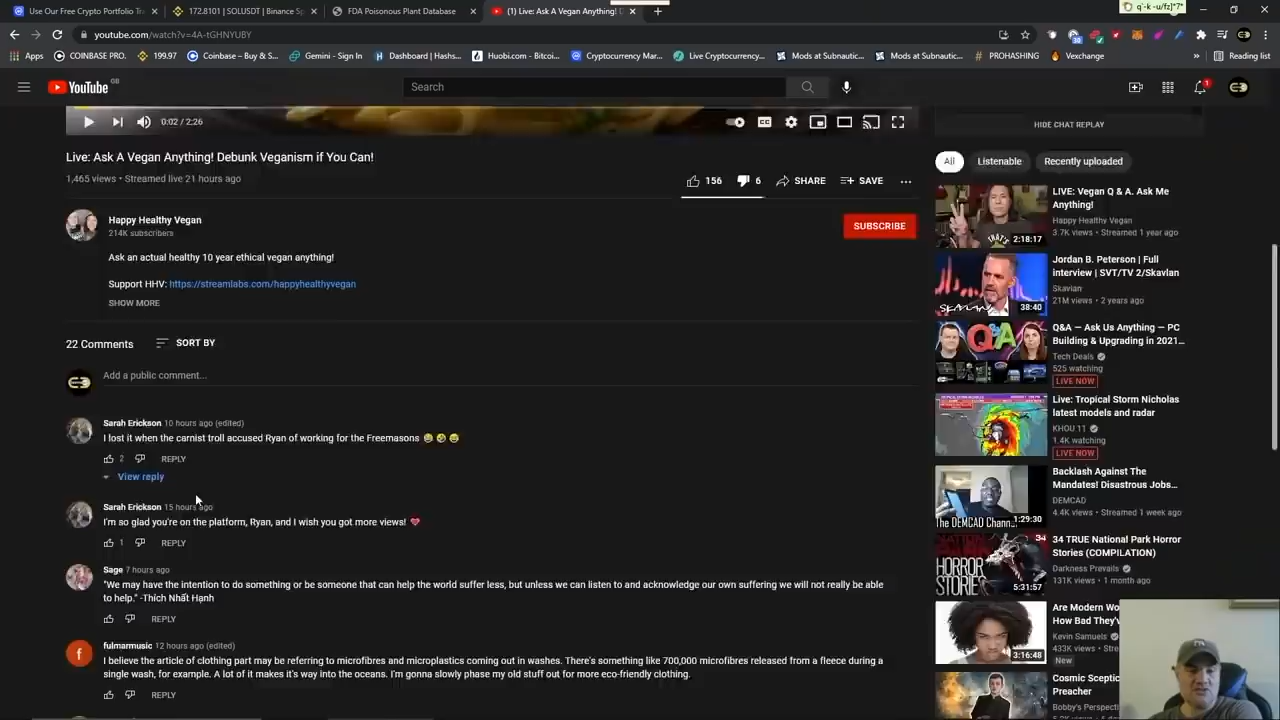 Use Our Free Crypto Portfolio Tr
172.8101 | SOLUSDT | Binance Sp
FDA Poisonous Plant Database
(1) Live: Ask A Vegan Anything! D
youtube.com/watch?v=4A-tGHNYUBY
Apps
COINBASE PRO.
199.97
Coinbase – Buy & S...
Gemini - Sign In
Dashboard | Hashs...
Huobi.com - Bitcoi...
Cryptocurrency Mar...
Live Cryptocurrency...
Mods at Subnautic...
Mods at Subnautic...
PROHASHING
Vexchange
Reading list
YouTube GB
Search
1
0:02 / 2:26
HIDE CHAT REPLAY
Live: Ask A Vegan Anything! Debunk Veganism if You Can!
1,465 views • Streamed live 21 hours ago
156
6
SHARE
SAVE
Happy Healthy Vegan
214K subscribers
SUBSCRIBE
Ask an actual healthy 10 year ethical vegan anything!
Support HHV: https://streamlabs.com/happyhealthyvegan
SHOW MORE
22 Comments
SORT BY
Add a public comment...
Sarah Erickson 10 hours ago (edited)
I lost it when the carnist troll accused Ryan of working for the Freemasons 
2
REPLY
View reply
Sarah Erickson 15 hours ago
I'm so glad you're on the platform, Ryan, and I wish you got more views!
1
REPLY
Sage 7 hours ago
"We may have the intention to do something or be someone that can help the world suffer less, but unless we can listen to and acknowledge our own suffering we will not really be able
to help." -Thích Nhất Hạnh
REPLY
f
fulmarmusic 12 hours ago (edited)
I believe the article of clothing part may be referring to microfibres and microplastics coming out in washes. There's something like 700,000 microfibres released from a fleece during a
single wash, for example. A lot of it makes it's way into the oceans. I'm gonna slowly phase my old stuff out for more eco-friendly clothing.
REPLY
All
Listenable
Recently uploaded
LIVE: Vegan Q & A. Ask Me
Anything!
Happy Healthy Vegan
3.7K views • Streamed 1 year ago
2:18:17
Jordan B. Peterson | Full
interview | SVT/TV 2/Skavlan
Skavlan
21M views • 2 years ago
SKAVLAN
38:40
Q&A — Ask Us Anything — PC
Building & Upgrading in 2021...
Tech Deals
525 watching
LIVE NOW
Live: Tropical Storm Nicholas
latest models and radar
KHOU 11
1.4K watching
LIVE NOW
Backlash Against The
Mandates! Disastrous Jobs...
DEMCAD
4.4K views • Streamed 1 week ago
The DEMCAD Chann
1:29:30
34 TRUE National Park Horror
Stories (COMPILATION)
Darkness Prevails
131K views • 1 month ago
HORROR
STORIES
34
5:31:57
Are Modern Wo
How Bad They'v
Kevin Samuels
433K views • Stre
New
3:16:48
Cosmic Sceptic
Preacher
Bobby's Perspecti